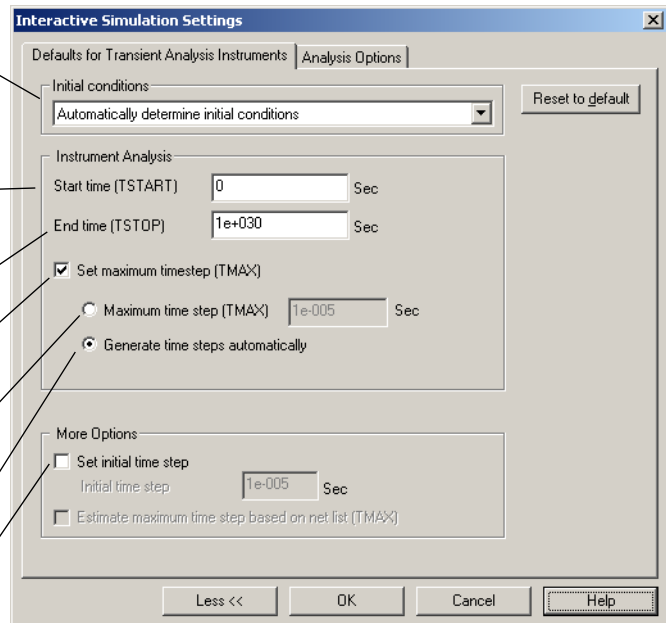 Interactive Simulation Settings
Defaults for Transient Analysis Instruments
Analysis Options
Initial conditions
Automatically determine initial conditions
Reset to default
Instrument Analysis
Start time (TSTART) 0 Sec
End time (TSTOP) 1e+030 Sec
Set maximum timestep (TMAX)
Maximum time step (TMAX) 1e-005 Sec
Generate time steps automatically
More Options
Set initial time step
Initial time step 1e-005 Sec
Estimate maximum time step based on net list (TMAX)
Less << OK Cancel Help